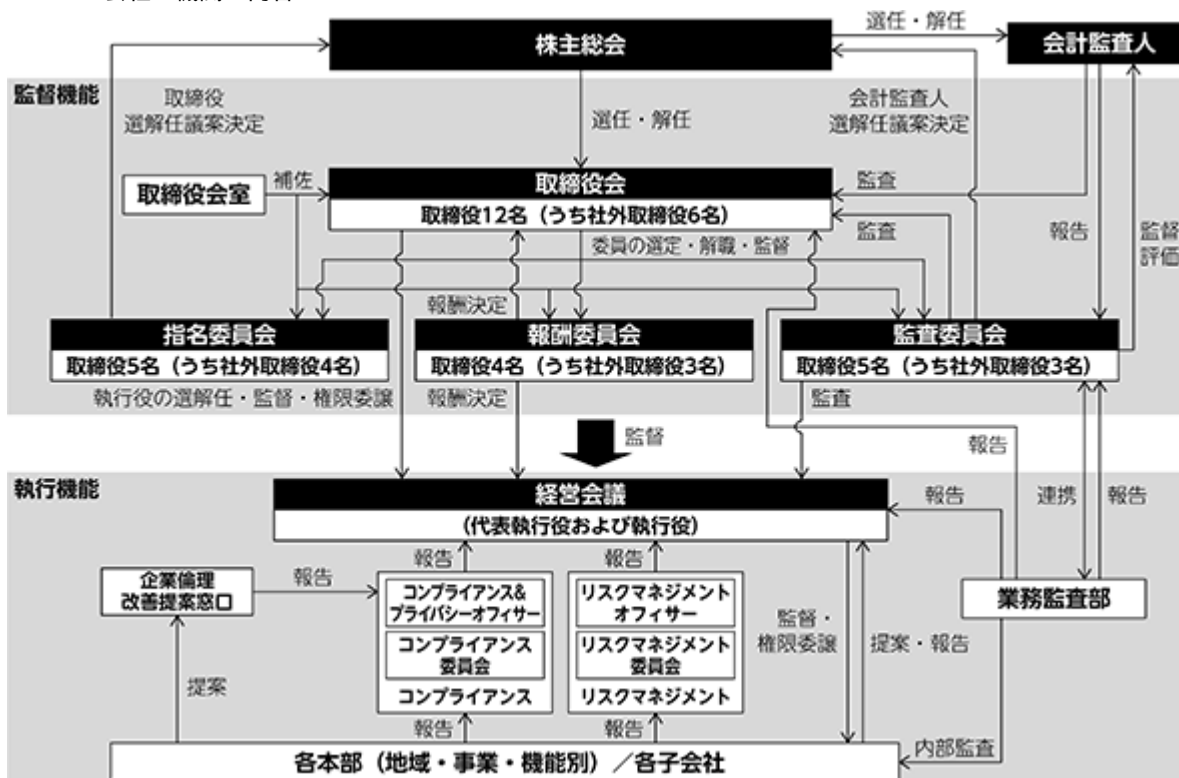 株主総会
選任・解任
会計監査人
監督機能
取締役
選解任議案決定
選任・解任
会計監査人
選解任議案決定
取締役会室
補佐
取締役会
取締役12名（うち社外取締役6名）
監査
監査
報告
監督
評価
委員の選定・解職・監督
報酬決定
指名委員会
取締役5名（うち社外取締役4名）
報酬委員会
取締役4名（うち社外取締役3名）
監査委員会
取締役5名（うち社外取締役3名）
執行役の選解任・監督・権限委譲
報酬決定
監査
監督
報告
執行機能
経営会議
（代表執行役および執行役）
報告
連携
報告
報告
報告
企業倫理
改善提案窓口
報告
コンプライアンス&
プライバシーオフィサー
コンプライアンス
委員会
コンプライアンス
リスクマネジメント
オフィサー
リスクマネジメント
委員会
リスクマネジメント
監督・
権限委譲
提案・報告
業務監査部
提案
報告
報告
内部監査
各本部（地域・事業・機能別）／各子会社